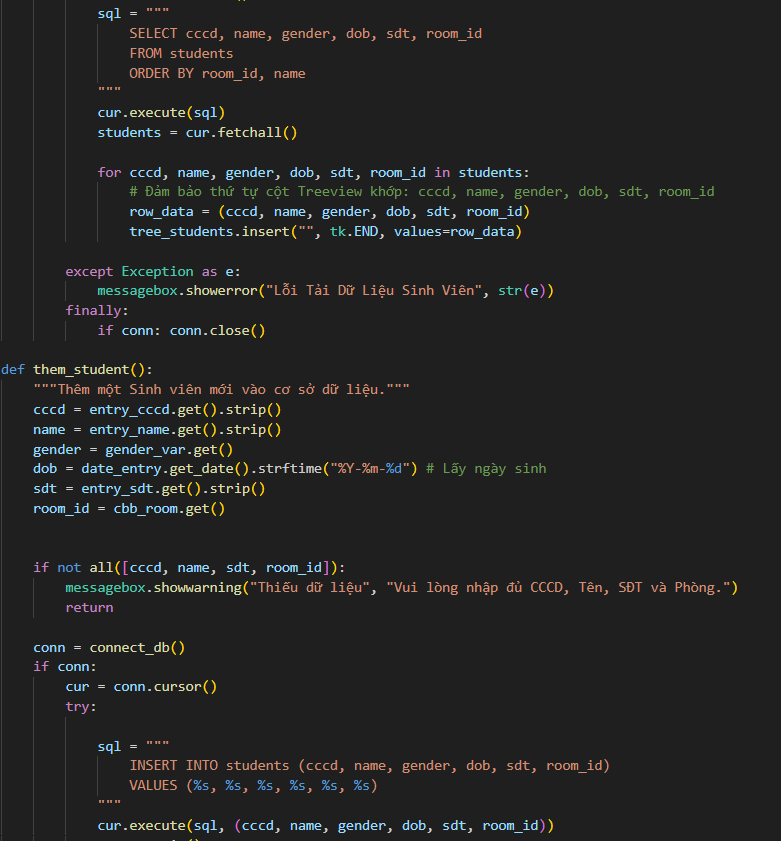 sql = """
SELECT cccd, name, gender, dob, sdt, room_id
FROM students
ORDER BY room_id, name
"""
cur.execute(sql)
students = cur.fetchall()
for cccd, name, gender, dob, sdt, room_id in students:
# Đảm bảo thứ tự cột Treeview khớp: cccd, name, gender, dob, sdt, room_id
row_data = (cccd, name, gender, dob, sdt, room_id)
tree_students.insert("", tk.END, values=row_data)
except Exception as e:
messagebox.showerror("Lỗi Tải Dữ Liệu Sinh Viên", str(e))
finally:
if conn: conn.close()
def them_student():
"""Thêm một Sinh viên mới vào cơ sở dữ liệu."""
cccd = entry_cccd.get().strip()
name = entry_name.get().strip()
gender = gender_var.get()
dob = date_entry.get_date().strftime("%Y-%m-%d") # Lấy ngày sinh
sdt = entry_sdt.get().strip()
room_id = cbb_room.get()
if not all([cccd, name, sdt, room_id]):
messagebox.showwarning("Thiếu dữ liệu", "Vui lòng nhập đủ CCCD, Tên, SĐT và Phòng.")
return
conn = connect_db()
if conn:
cur = conn.cursor()
try:
sql = """
INSERT INTO students (cccd, name, gender, dob, sdt, room_id)
VALUES (%s, %s, %s, %s, %s, %s)
"""
cur.execute(sql, (cccd, name, gender, dob, sdt, room_id))